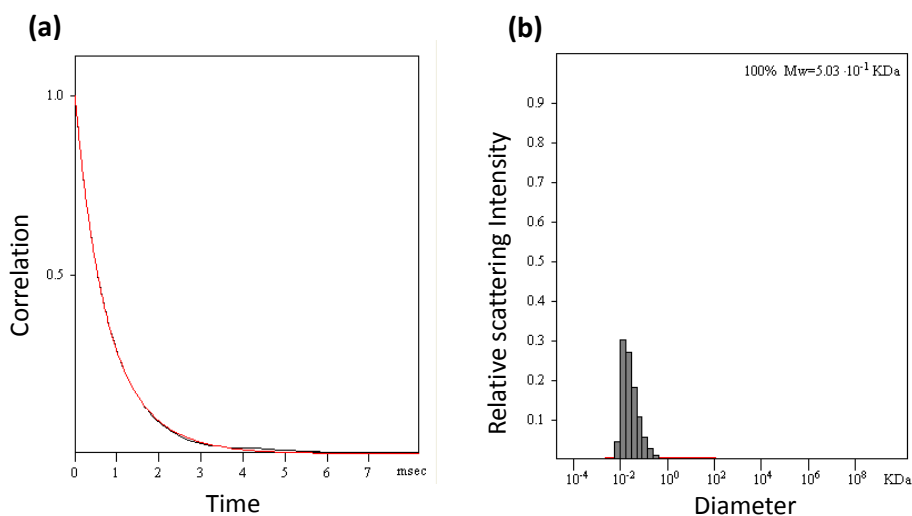 (a)
1.0
0.5
Correlation
0 1 2 3 4 5 6 7 msec
Time
(b)
100% Mw=5.03 ·10⁻¹ KDa
0.9
0.8
0.7
0.6
0.5
0.4
0.3
0.2
0.1
Relative scattering Intensity
10⁻⁴ 10⁻² 10⁰ 10² 10⁴ 10⁶ 10⁸ KDa
Diameter